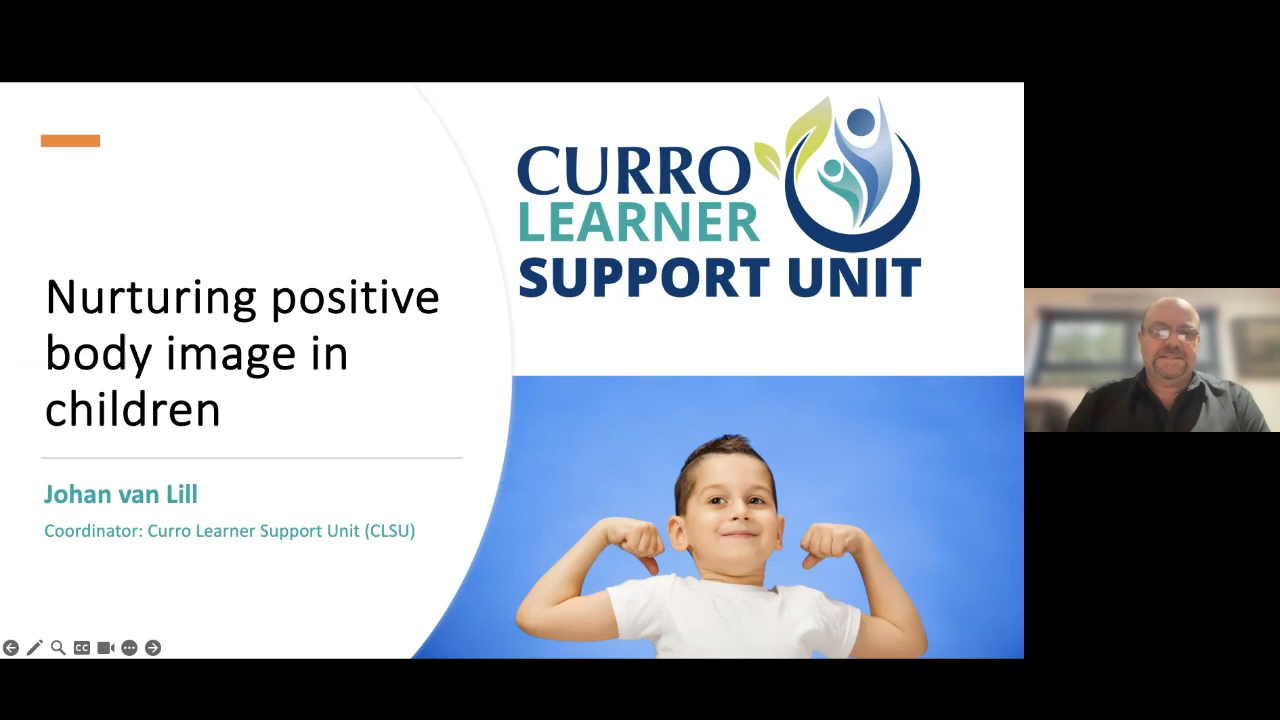 CURRO
LEARNER
SUPPORT UNIT
Nurturing positive
body image in
children
Johan van Lill
Coordinator: Curro Learner Support Unit (CLSU)
CC